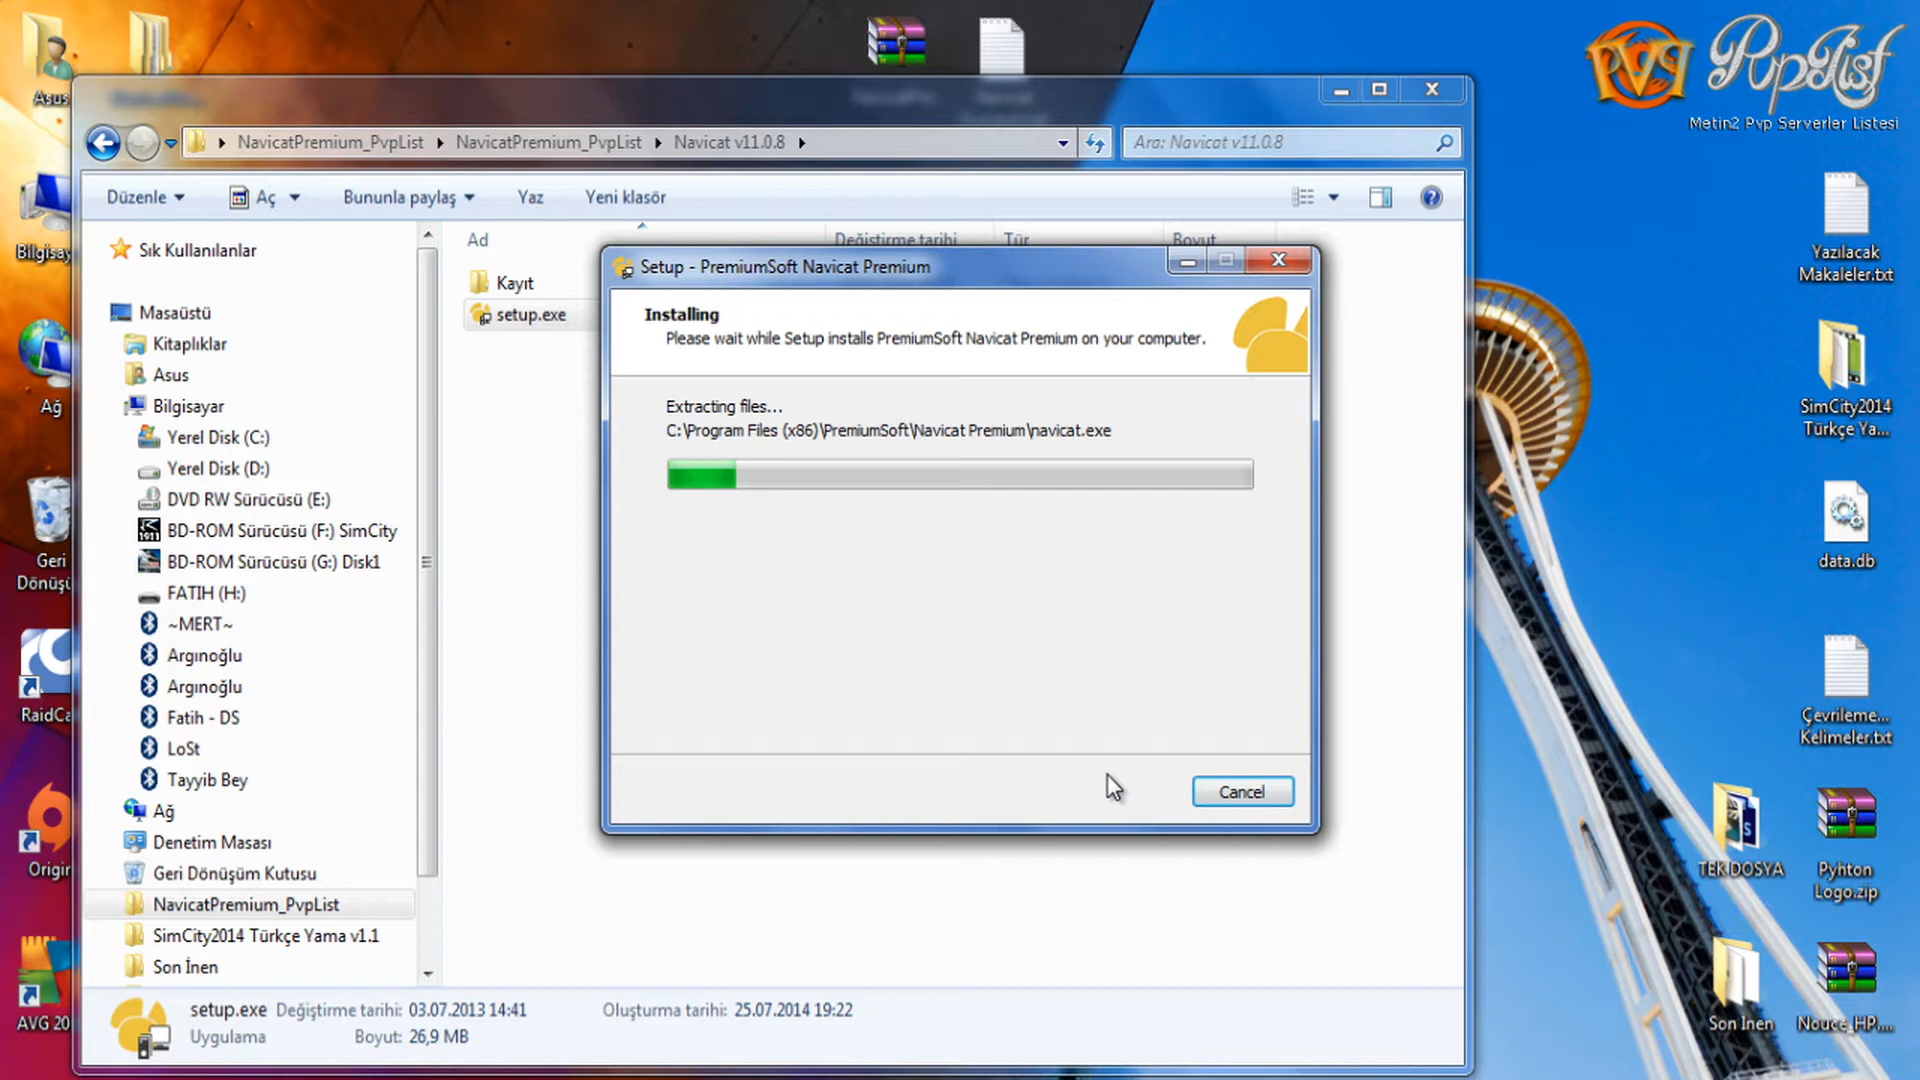 PvpList
Metin2 Pvp Serverler Listesi
Asus
NavicatPremium_PvpList
NavicatPremium_PvpList
Navicat v11.0.8
Ara: Navicat v11.0.8
Düzenle
Aç
Bununla paylaş
Yaz
Yeni klasör
Sık Kullanılanlar
Masaüstü
Kitaplıklar
Asus
Bilgisayar
Yerel Disk (C:)
Yerel Disk (D:)
DVD RW Sürücüsü (E:)
BD-ROM Sürücüsü (F:) SimCity
BD-ROM Sürücüsü (G:) Disk1
FATIH (H:)
~MERT~
Argınoğlu
Argınoğlu
Fatih - DS
LoSt
Tayyib Bey
Ağ
Denetim Masası
Geri Dönüşüm Kutusu
NavicatPremium_PvpList
SimCity2014 Türkçe Yama v1.1
Son İnen
Ad
Değiştirme tarihi
Tür
Boyut
Kayıt
setup.exe
Setup - PremiumSoft Navicat Premium
Installing
Please wait while Setup installs PremiumSoft Navicat Premium on your computer.
Extracting files...
C:\Program Files (x86)\PremiumSoft\Navicat Premium\navicat.exe
Cancel
setup.exe
Değiştirme tarihi: 03.07.2013 14:41
Oluşturma tarihi: 25.07.2014 19:22
Uygulama
Boyut: 26,9 MB
Bilgisay
Ağ
Geri
Dönüşü
RaidCa
Origin
AVG 20
Yazılacak
Makaleler.txt
SimCity2014
Türkçe Ya...
data.db
Çevrileme...
Kelimeler.txt
TEK DOSYA
Pyhton
Logo.zip
Son İnen
Nouce_HP....